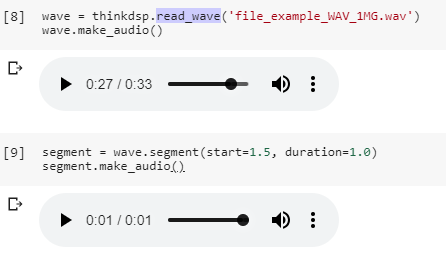 [8] wave = thinkdsp.read_wave('file_example_WAV_1MG.wav')
wave.make_audio()
0:27 / 0:33
[9] segment = wave.segment(start=1.5, duration=1.0)
segment.make_audio()
0:01 / 0:01